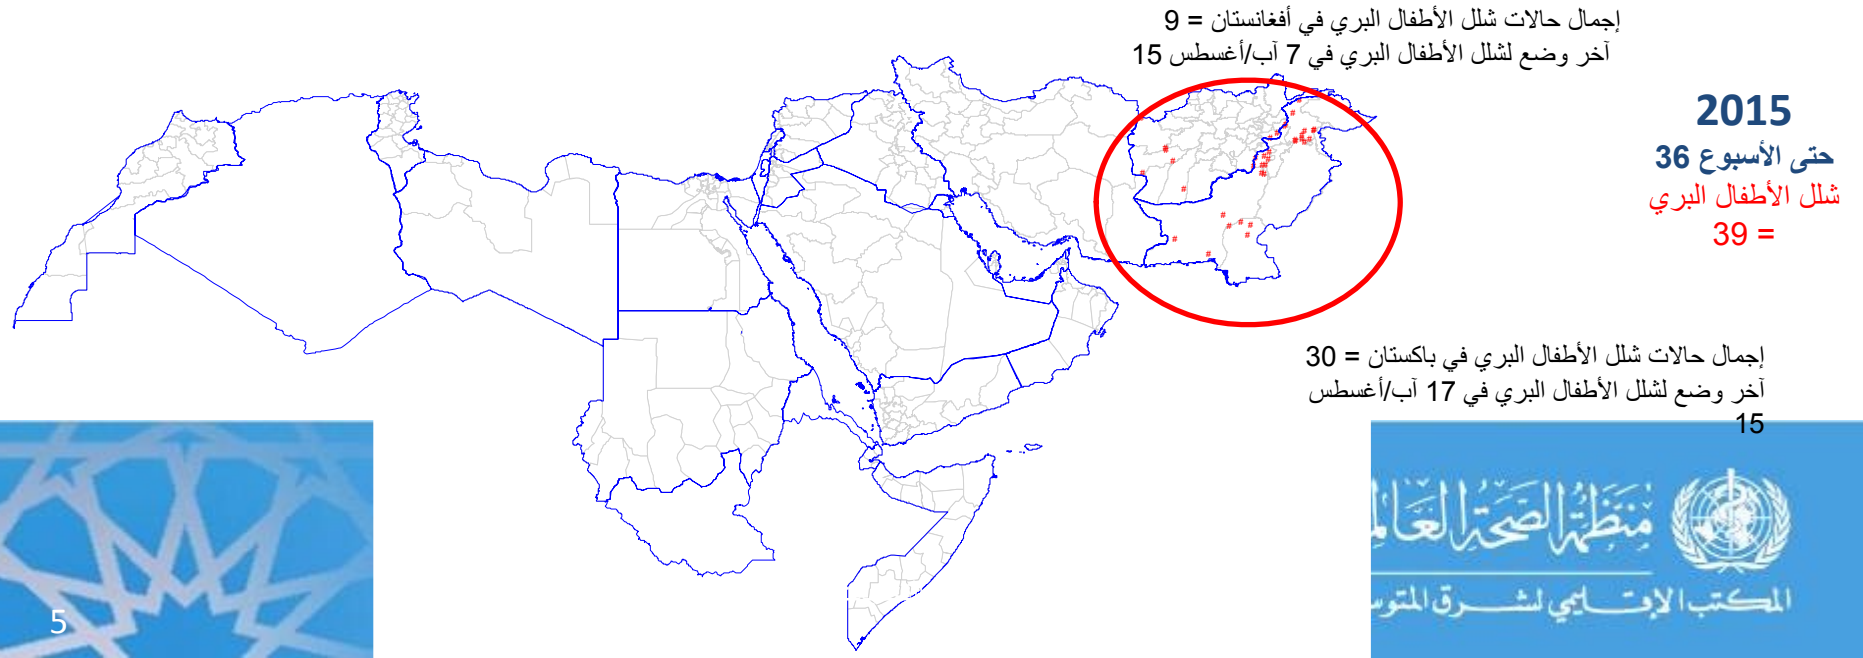 إجمال حالات شلل الأطفال البري في أفغانستان = 9
آخر وضع لشلل الأطفال البري في 7 آب/أغسطس 15
2015
حتى الأسبوع 36
شلل الأطفال البري
= 39
إجمال حالات شلل الأطفال البري في باكستان = 30
آخر وضع لشلل الأطفال البري في 17 آب/أغسطس
15
منظمة الصحة
المكتب الإقليمي لشرق
5